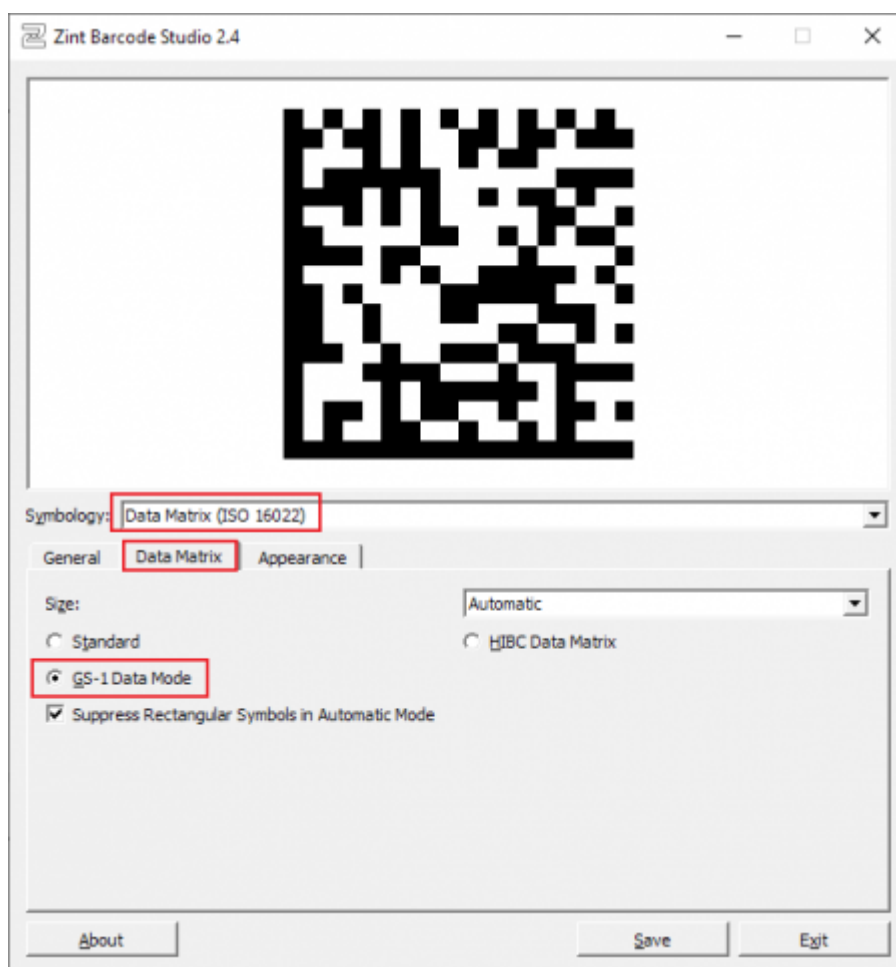 Zint Barcode Studio 2.4
Symbology: Data Matrix (ISO 16022)
General Data Matrix Appearance
Size: Automatic
Standard HIBC Data Matrix
GS-1 Data Mode
Suppress Rectangular Symbols in Automatic Mode
About Save Exit